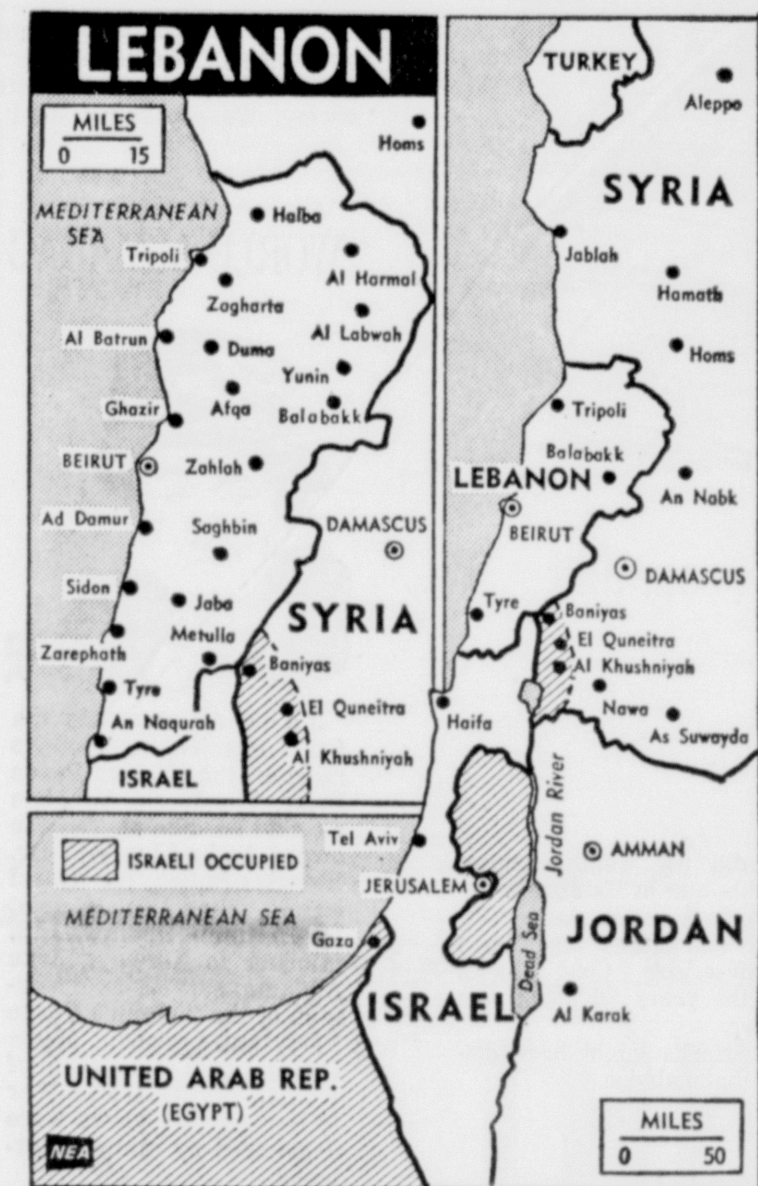 LEBANON
MILES
0 15
Homs
MEDITERRANEAN
SEA
Halba
Tripoli
Al Harmal
Zagharta
Al Labwah
Al Batrun
Duma
Yunin
Ghazir
Afqa
Balabakk
BEIRUT
Zahlah
Ad Damur
Saghbin
DAMASCUS
Sidon
Jaba
SYRIA
Zarephath
Metulla
Baniyas
Tyre
El Quneitra
An Naqurah
Al Khushniyah
ISRAEL
TURKEY
Aleppo
SYRIA
Jablah
Hamath
Homs
Tripoli
Balabakk
LEBANON
An Nabk
BEIRUT
DAMASCUS
Tyre
Baniyas
El Quneitra
Al Khushniyah
Nawa
Haifa
As Suwayda
Jordan River
Tel Aviv
AMMAN
ISRAELI OCCUPIED
JERUSALEM
MEDITERRANEAN SEA
Gaza
JORDAN
Dead Sea
ISRAEL
Al Karak
UNITED ARAB REP.
(EGYPT)
NEA
MILES
0 50